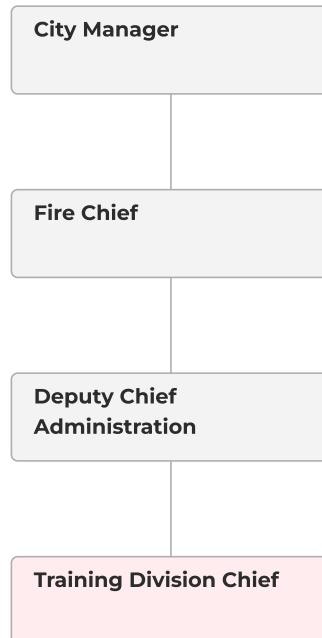 City Manager
Fire Chief
Deputy Chief
Administration
Training Division Chief